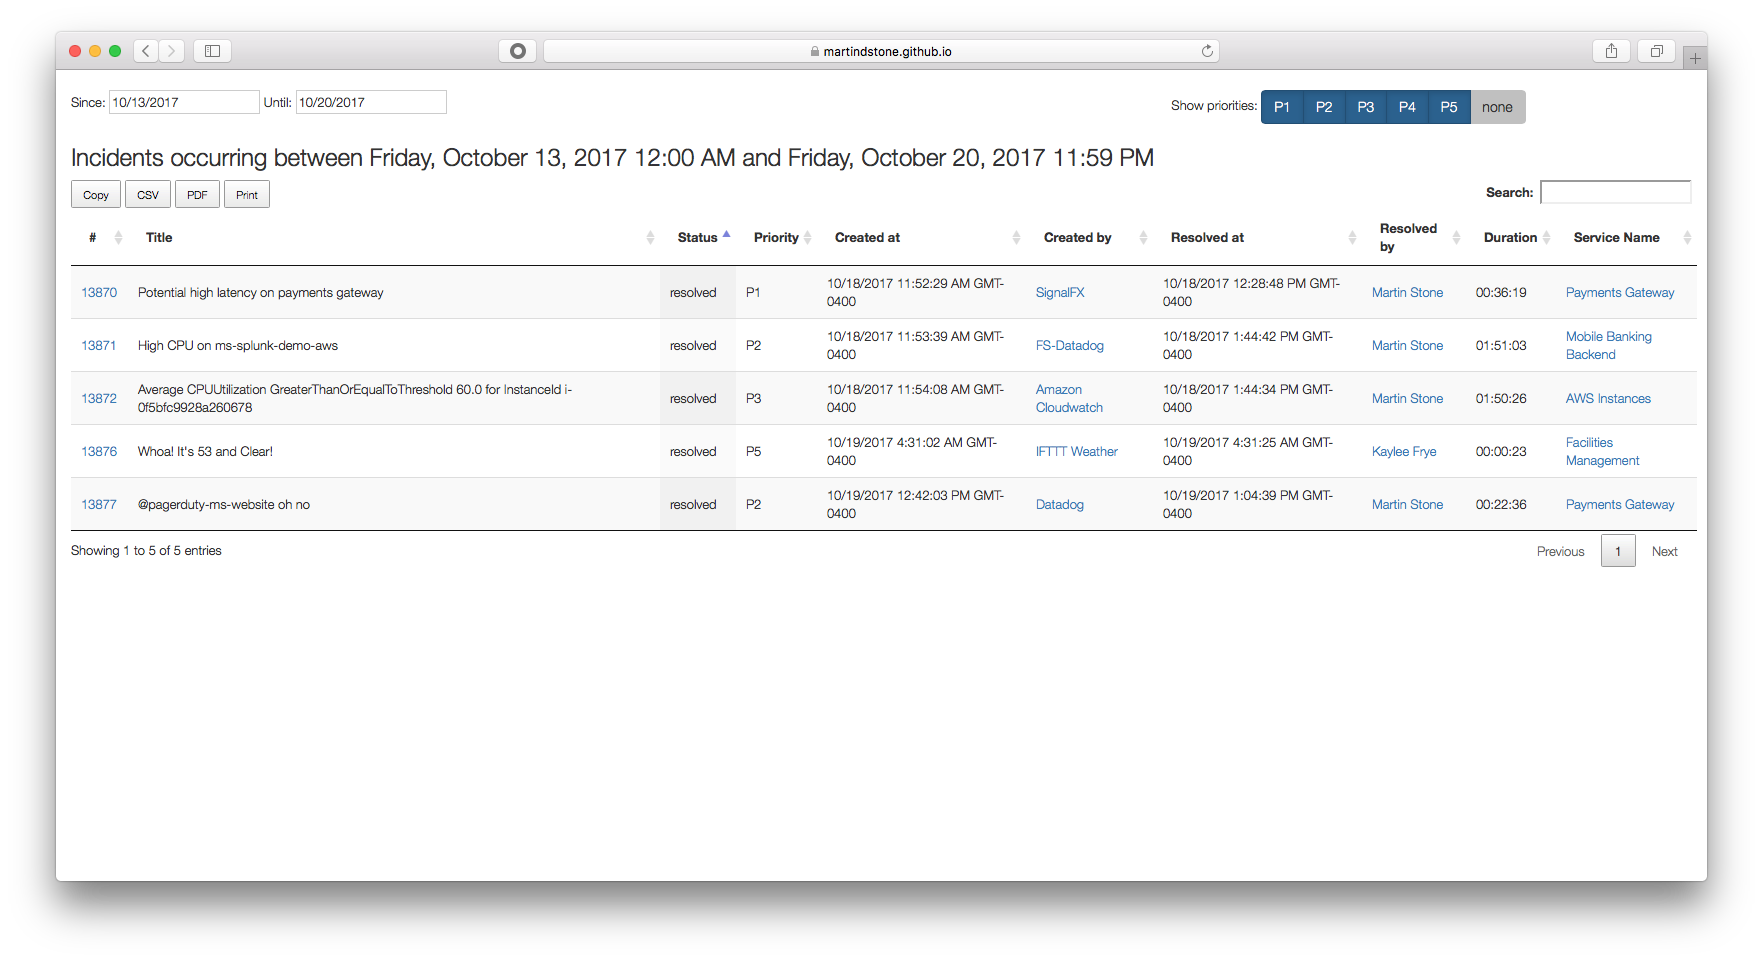 martindstone.github.io
Since: 10/13/2017 Until: 10/20/2017
Show priorities: P1 P2 P3 P4 P5 none
Incidents occurring between Friday, October 13, 2017 12:00 AM and Friday, October 20, 2017 11:59 PM
Copy CSV PDF Print
Search:
# Title Status Priority Created at Created by Resolved at Resolved by Duration Service Name
13870 Potential high latency on payments gateway resolved P1 10/18/2017 11:52:29 AM GMT-0400 SignalFX 10/18/2017 12:28:48 PM GMT-0400 Martin Stone 00:36:19 Payments Gateway
13871 High CPU on ms-splunk-demo-aws resolved P2 10/18/2017 11:53:39 AM GMT-0400 FS-Datadog 10/18/2017 1:44:42 PM GMT-0400 Martin Stone 01:51:03 Mobile Banking Backend
13872 Average CPUUtilization GreaterThanOrEqualToThreshold 60.0 for InstanceId i-0f5bfc9928a260678 resolved P3 10/18/2017 11:54:08 AM GMT-0400 Amazon Cloudwatch 10/18/2017 1:44:34 PM GMT-0400 Martin Stone 01:50:26 AWS Instances
13876 Whoa! It's 53 and Clear! resolved P5 10/19/2017 4:31:02 AM GMT-0400 IFTTT Weather 10/19/2017 4:31:25 AM GMT-0400 Kaylee Frye 00:00:23 Facilities Management
13877 @pagerduty-ms-website oh no resolved P2 10/19/2017 12:42:03 PM GMT-0400 Datadog 10/19/2017 1:04:39 PM GMT-0400 Martin Stone 00:22:36 Payments Gateway
Showing 1 to 5 of 5 entries
Previous 1 Next